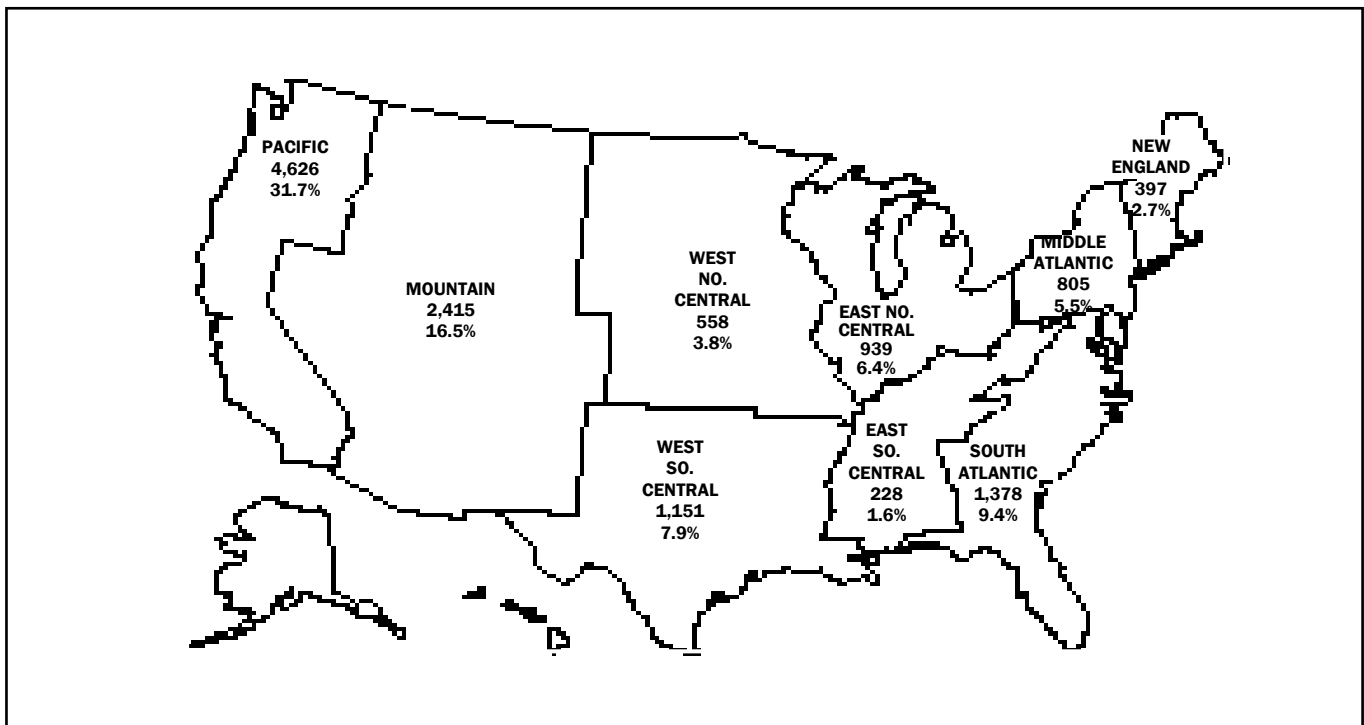 PACIFIC
4,626
31.7%
MOUNTAIN
2,415
16.5%
WEST
NO.
CENTRAL
558
3.8%
WEST
SO.
CENTRAL
1,151
7.9%
EAST NO.
CENTRAL
939
6.4%
EAST
SO.
CENTRAL
228
1.6%
SOUTH
ATLANTIC
1,378
9.4%
MIDDLE
ATLANTIC
805
5.5%
NEW
ENGLAND
397
2.7%